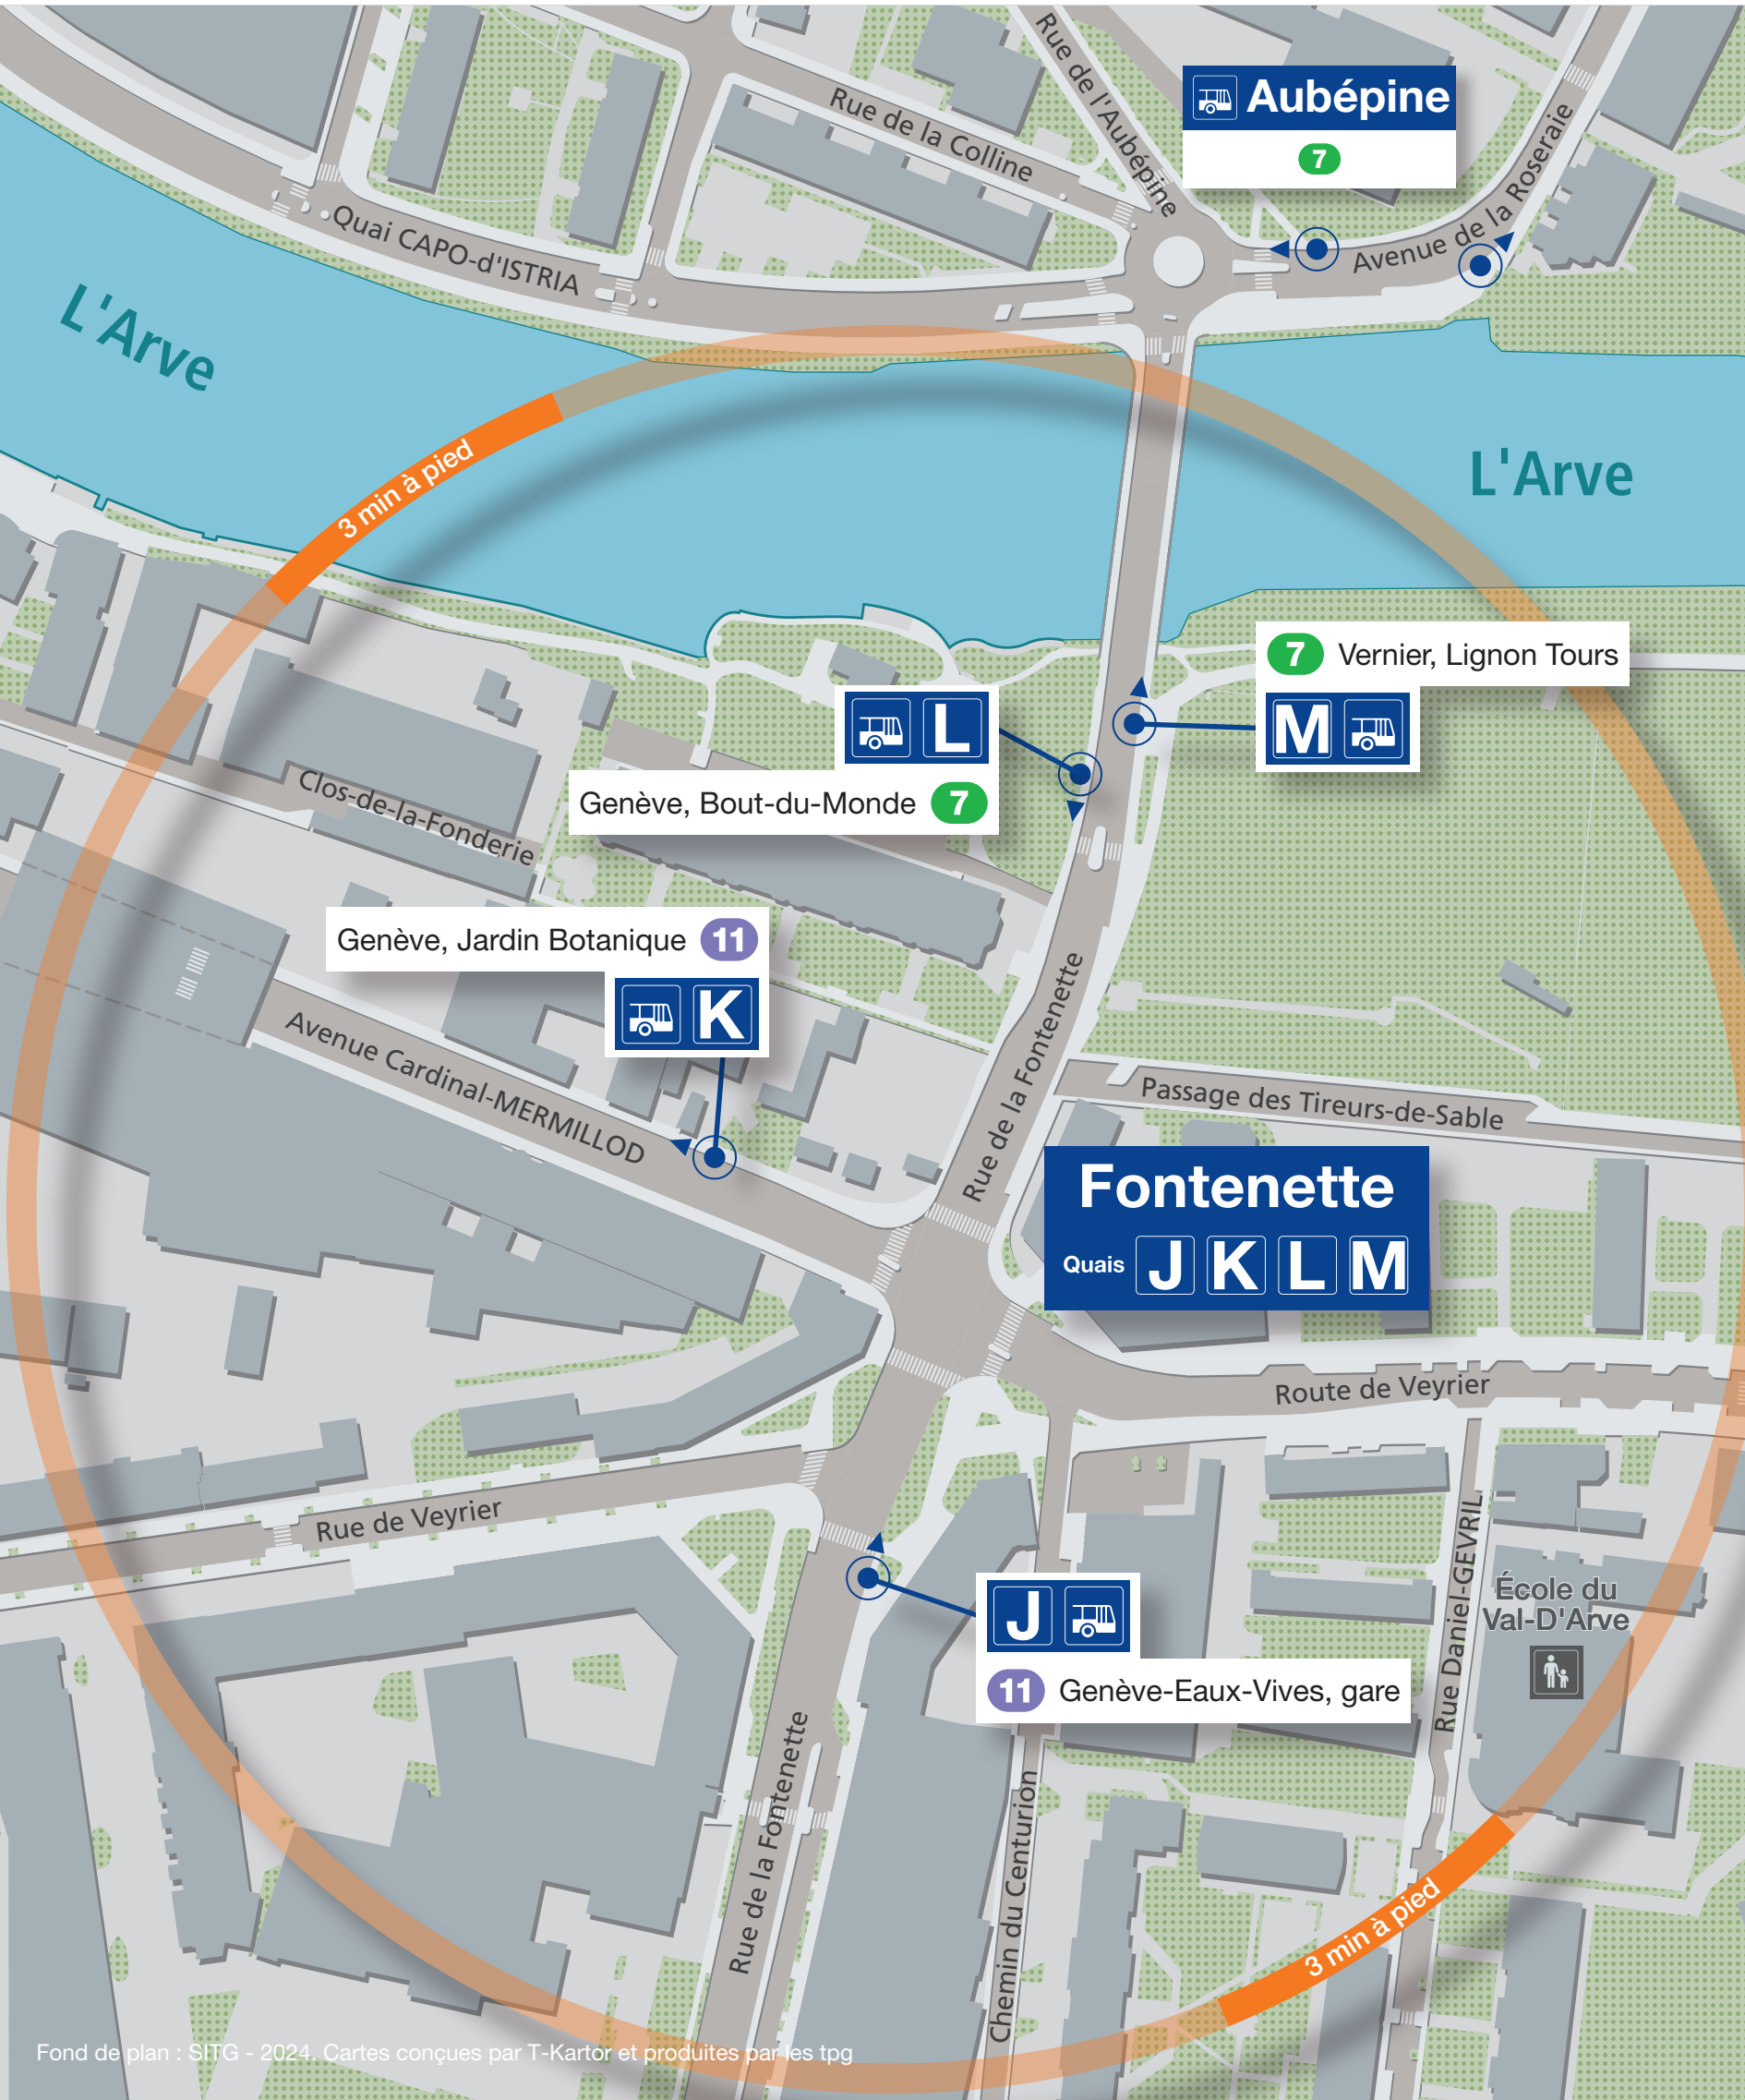 Rue de l'Aubépine
Aubépine
7
Rue de la Colline
Avenue de la Roseraie
Quai CAPO-d'ISTRIA
L'Arve
3 min à pied
L'Arve
7 Vernier, Lignon Tours
M
L
Genève, Bout-du-Monde 7
Clos-de-la-Fonderie
Genève, Jardin Botanique 11
K
Avenue Cardinal-MERMILLOD
Rue de la Fontenette
Passage des Tireurs-de-Sable
Fontenette
Quais J K L M
Route de Veyrier
Rue de Veyrier
Rue Daniel-GEVRIL
École du
Val-D'Arve
J
11 Genève-Eaux-Vives, gare
Rue de la Fontenette
Chemin du Centurion
3 min à pied
Fond de plan : SITG - 2024. Cartes conçues par T-Kartor et produites par les tpg